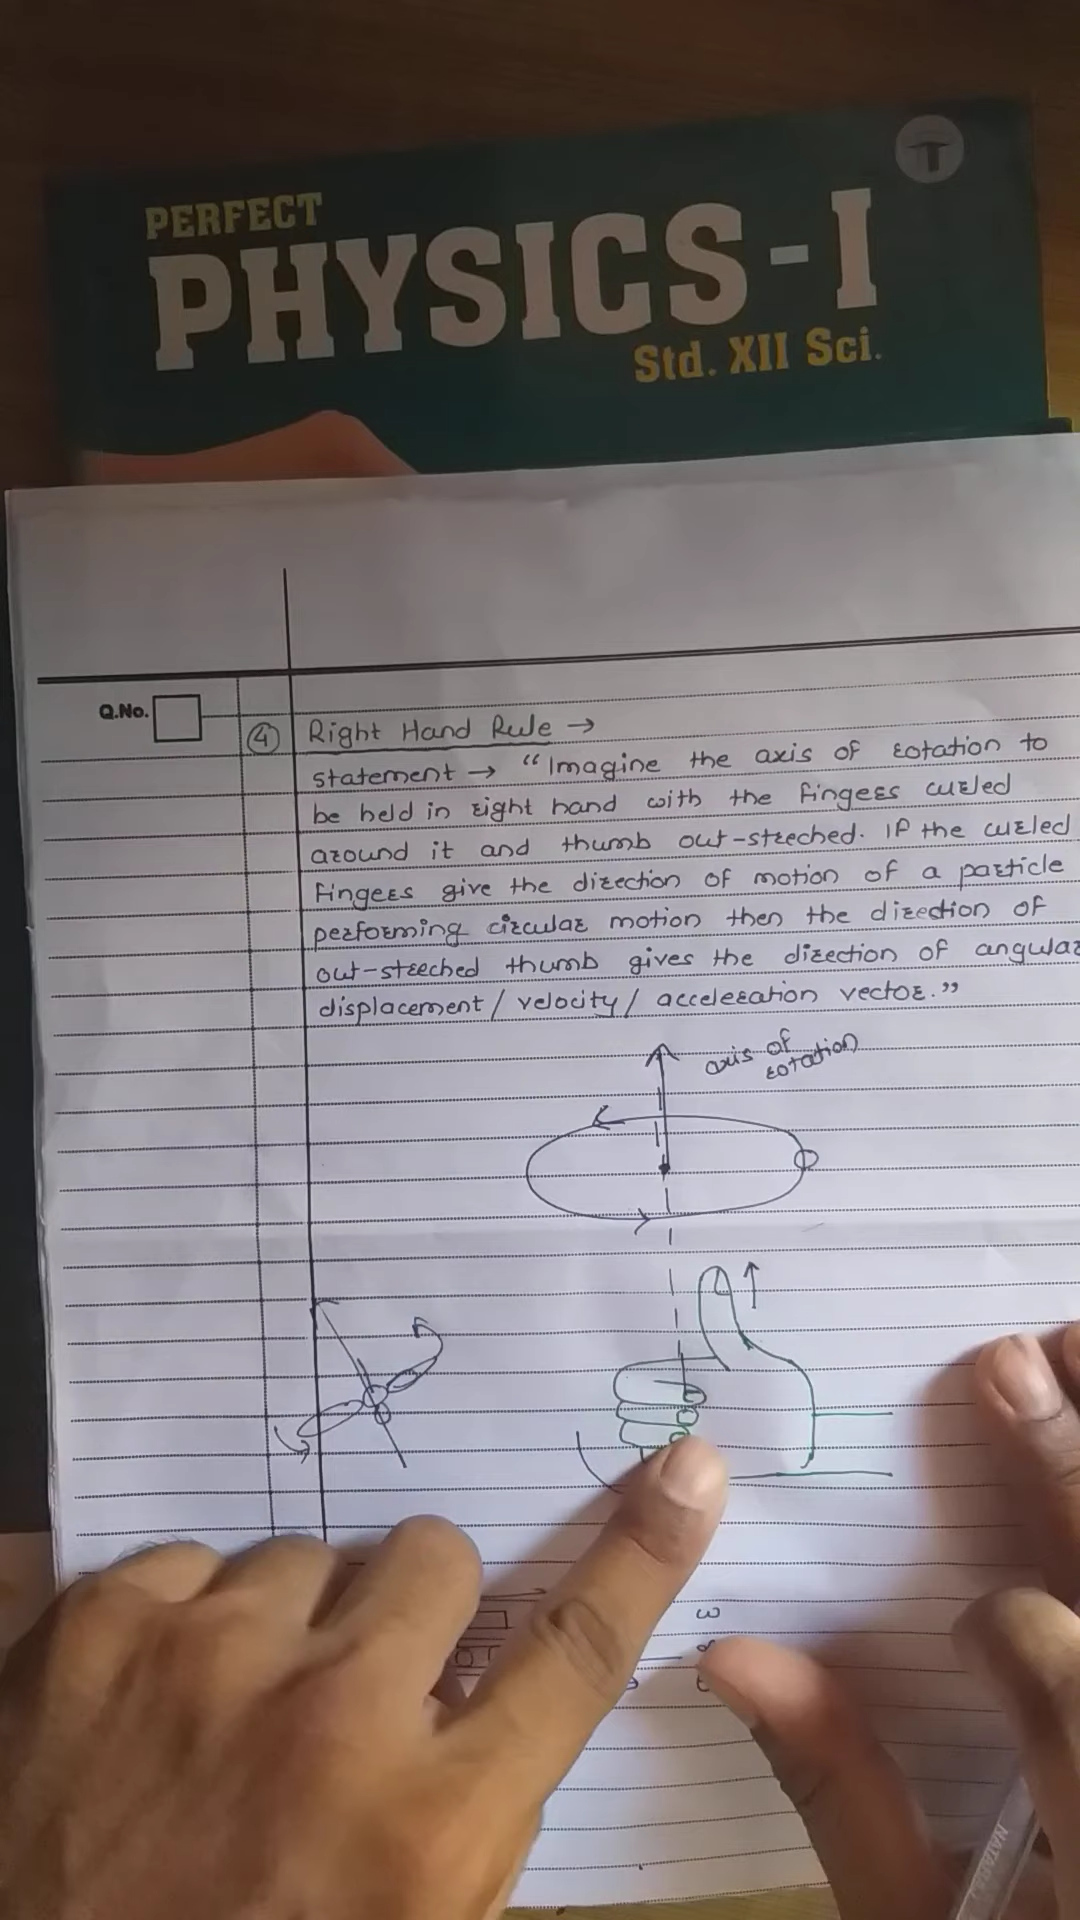 T
PERFECT
PHYSICS-I
Std. XII Sci.
Q.No.
④ Right Hand Rule →
statement → “Imagine the axis of rotation to
be held in right hand with the fingers curled
around it and thumb out-streched. If the curled
fingers give the direction of motion of a particle
performing circular motion then the direction of
out-streched thumb gives the direction of angular
displacement / velocity / acceleration vector.”
axis of
rotation
ω
NATARAJ